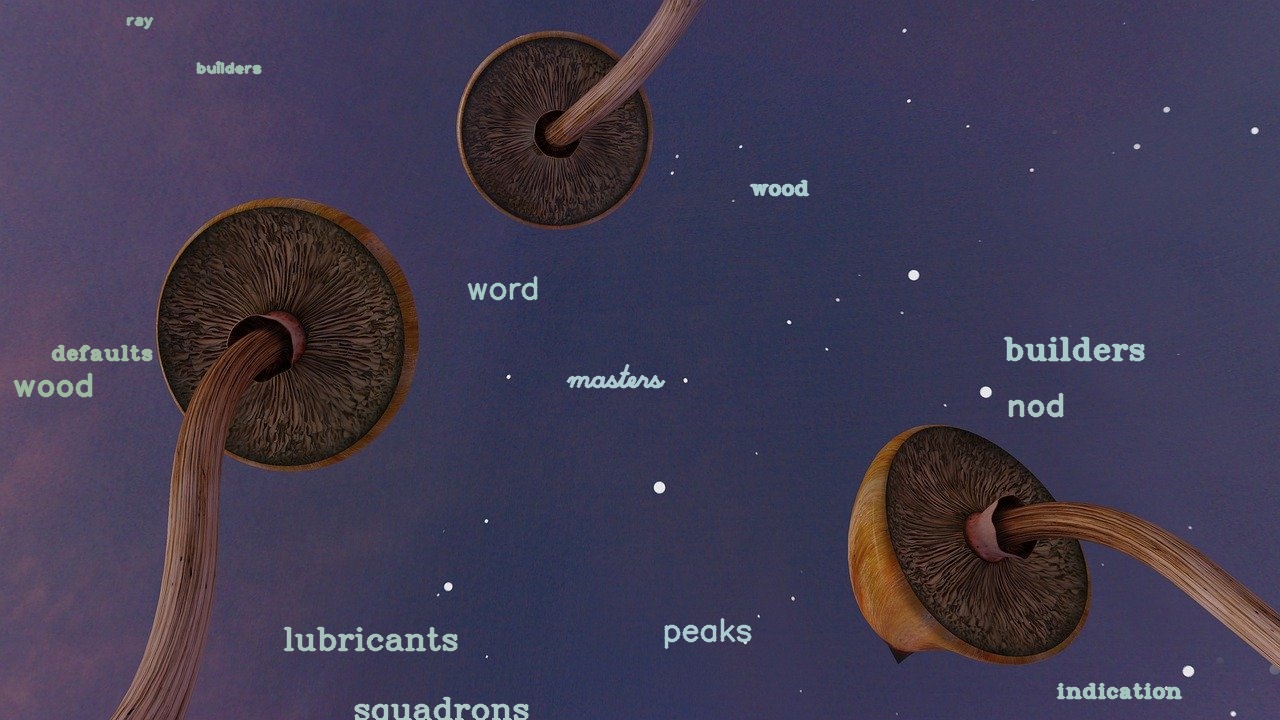 ray
builders
wood
word
builders
defaults
masters
wood
nod
peaks
lubricants
indication
squadrons